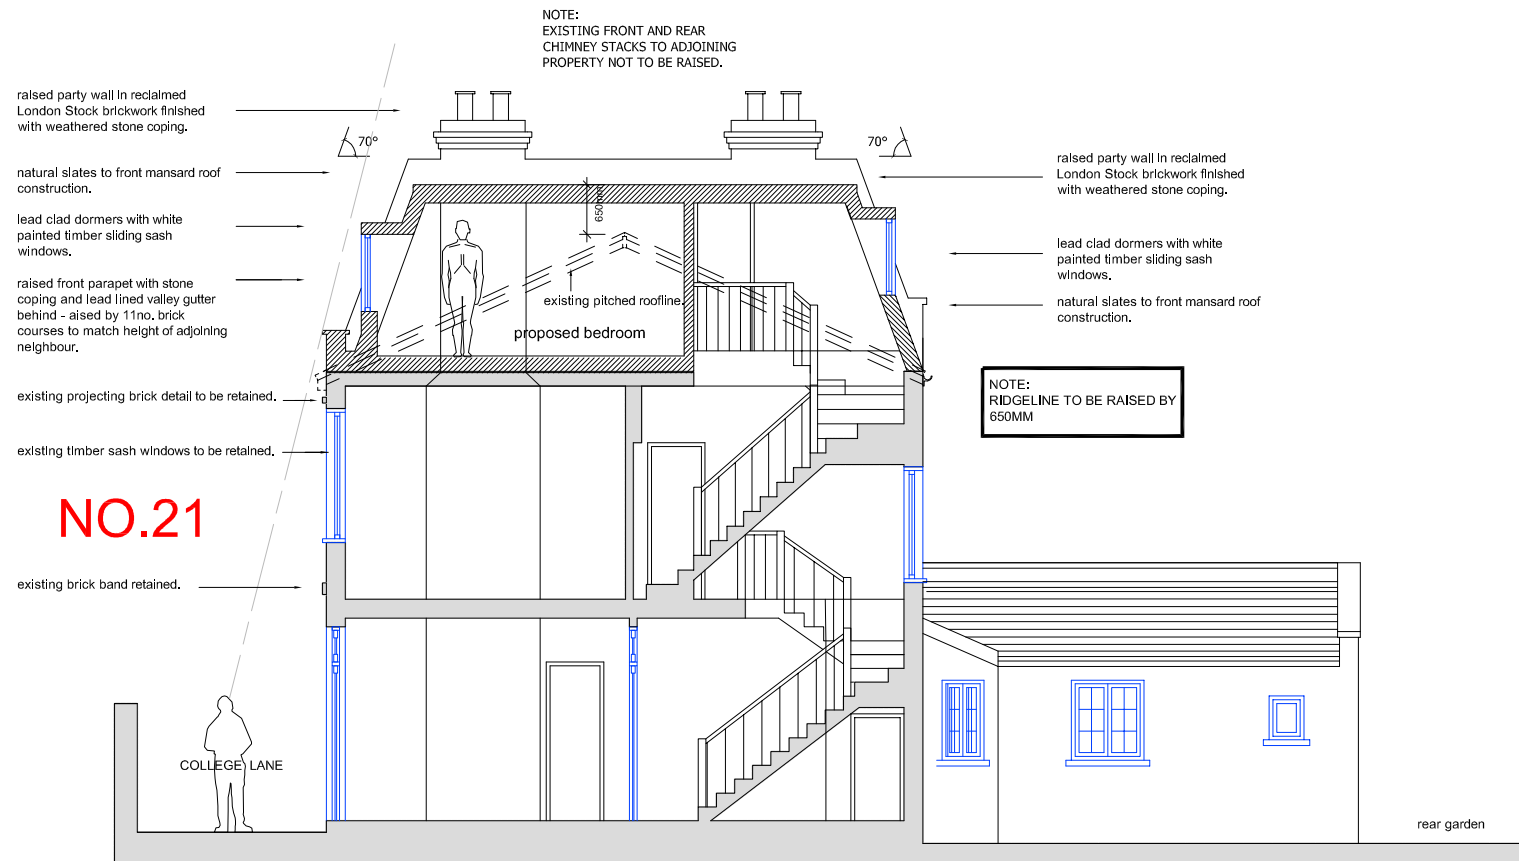 NOTE:
EXISTING FRONT AND REAR
CHIMNEY STACKS TO ADJOINING
PROPERTY NOT TO BE RAISED.
raised party wall in reclaimed
London Stock brickwork finished
with weathered stone coping.
70°
natural slates to front mansard roof
construction.
lead clad dormers with white
painted timber sliding sash
windows.
raised front parapet with stone
coping and lead lined valley gutter
behind - aised by 11no. brick
courses to match height of adjoining
neighbour.
existing projecting brick detail to be retained.
existing timber sash windows to be retained.
NO.21
existing brick band retained.
COLLEGE LANE
650mm
existing pitched roofline.
proposed bedroom
70°
raised party wall in reclaimed
London Stock brickwork finished
with weathered stone coping.
lead clad dormers with white
painted timber sliding sash
windows.
natural slates to front mansard roof
construction.
NOTE:
RIDGELINE TO BE RAISED BY
650MM
rear garden